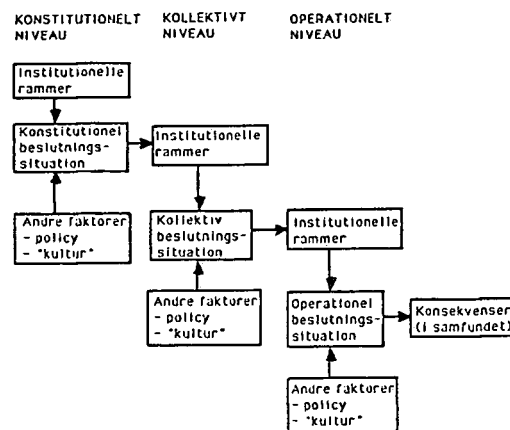 KONSTITUTIONELT
NIVEAU
KOLLEKTIVT
NIVEAU
OPERATIONELT
NIVEAU
Institutionelle
rammer
Konstitutionel
beslutnings-
situation
Andre faktorer
- policy
- "kultur"
Institutionelle
rammer
Kollektiv
beslutnings-
situation
Andre faktorer
- policy
- "kultur"
Institutionelle
rammer
Operationel
beslutnings-
situation
Andre faktorer
- policy
- "kultur"
Konsekvenser
(i samfundet)